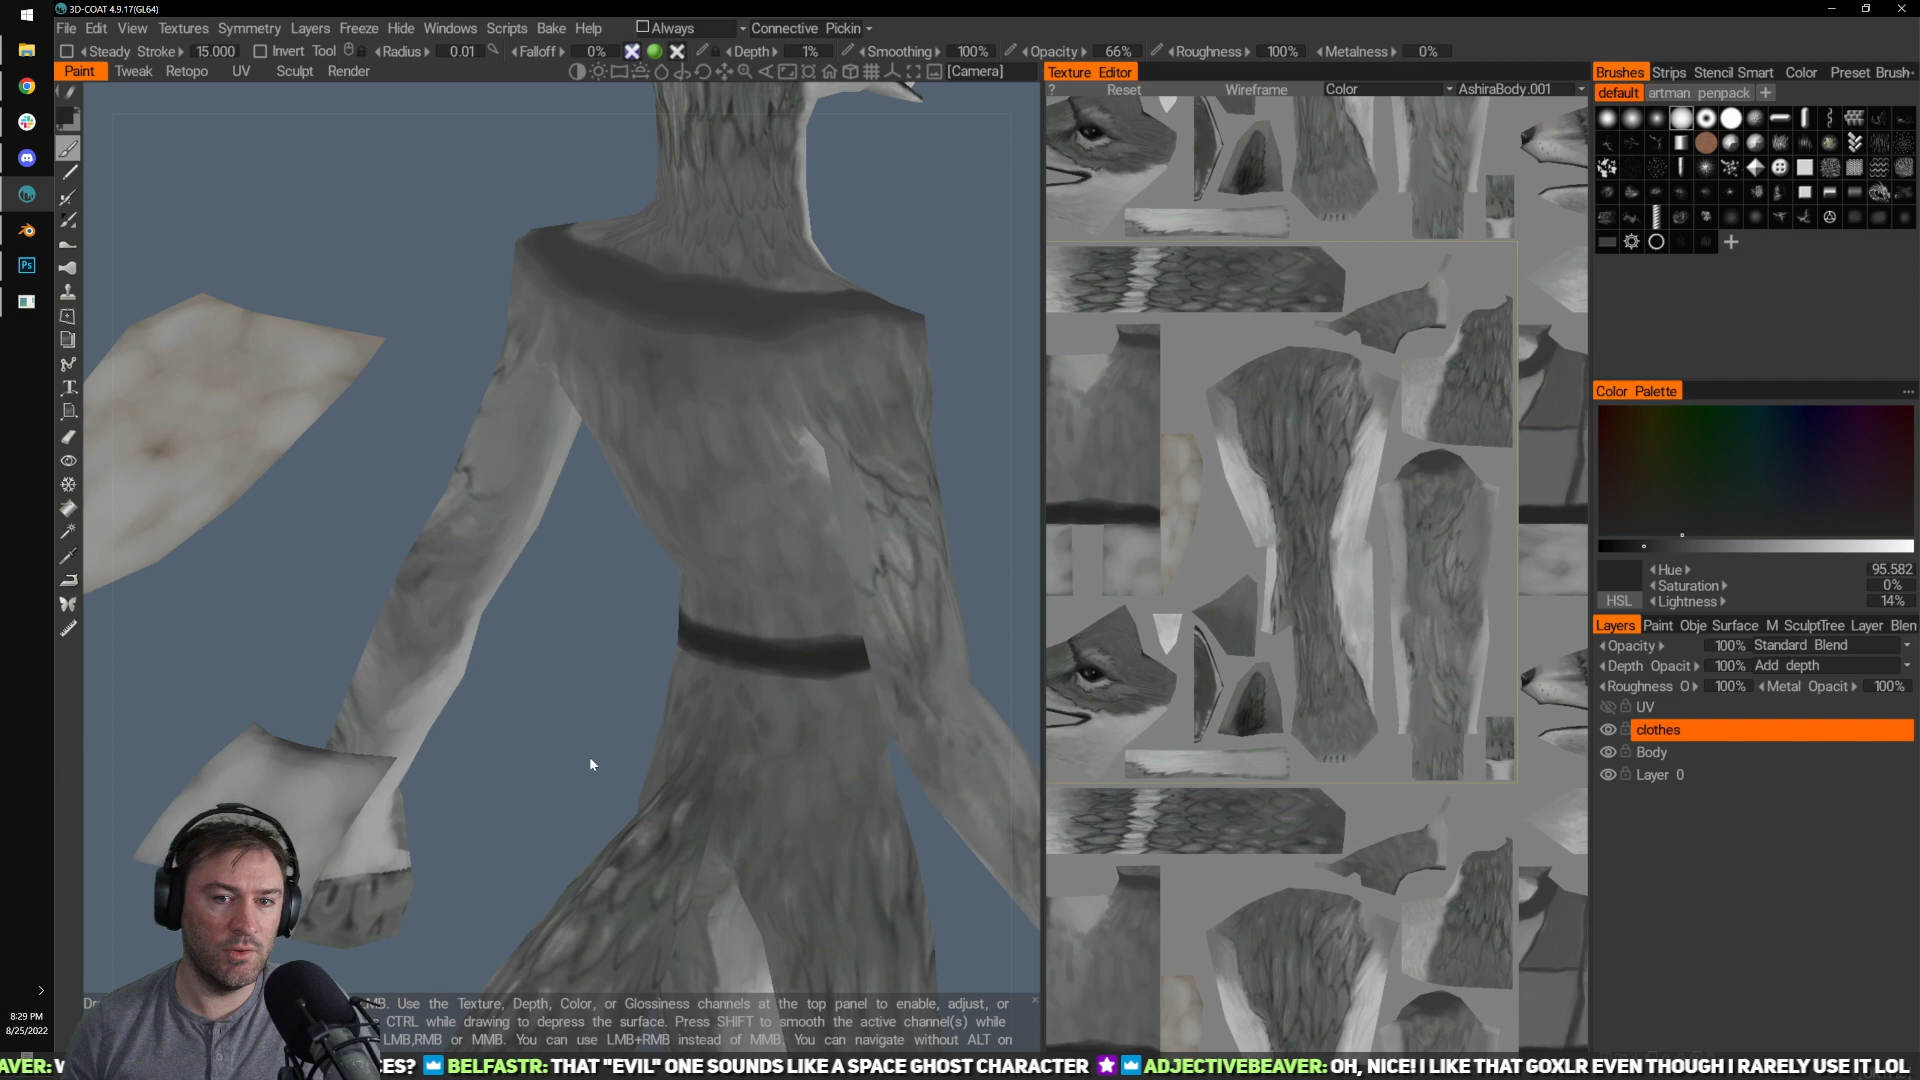 3D-COAT 4.9.17(GL64)
File Edit View Textures Symmetry Layers Freeze Hide Windows Scripts Bake Help Always Connective Pickin
Steady Stroke 15.000 Invert Tool Radius 0.01 Falloff 0% Depth 1% Smoothing 100% Opacity 66% Roughness 100% Metalness 0%
Paint Tweak Retopo UV Sculpt Render [Camera]
Texture Editor
? Reset Wireframe Color AshiraBody.001
Brushes Strips Stencil Smart Color Preset Brush
default artman penpack +
Color Palette
Hue 95.582
Saturation 0%
HSL Lightness 14%
Layers Paint Obje Surface M SculptTree Layer Blen
Opacity 100% Standard Blend
Depth Opacit 100% Add depth
Roughness O 100% Metal Opacit 100%
UV
clothes
Body
Layer 0
Ps
8:29 PM
8/25/2022
MB. Use the Texture, Depth, Color, or Glossiness channels at the top panel to enable, adjust, or
CTRL while drawing to depress the surface. Press SHIFT to smooth the active channel(s) while
LMB,RMB or MMB. You can use LMB+RMB instead of MMB. You can navigate without ALT on
AVER: CES? BELFASTR: THAT "EVIL" ONE SOUNDS LIKE A SPACE GHOST CHARACTER ADJECTIVEBEAVER: OH, NICE! I LIKE THAT GOXLR EVEN THOUGH I RARELY USE IT LOL